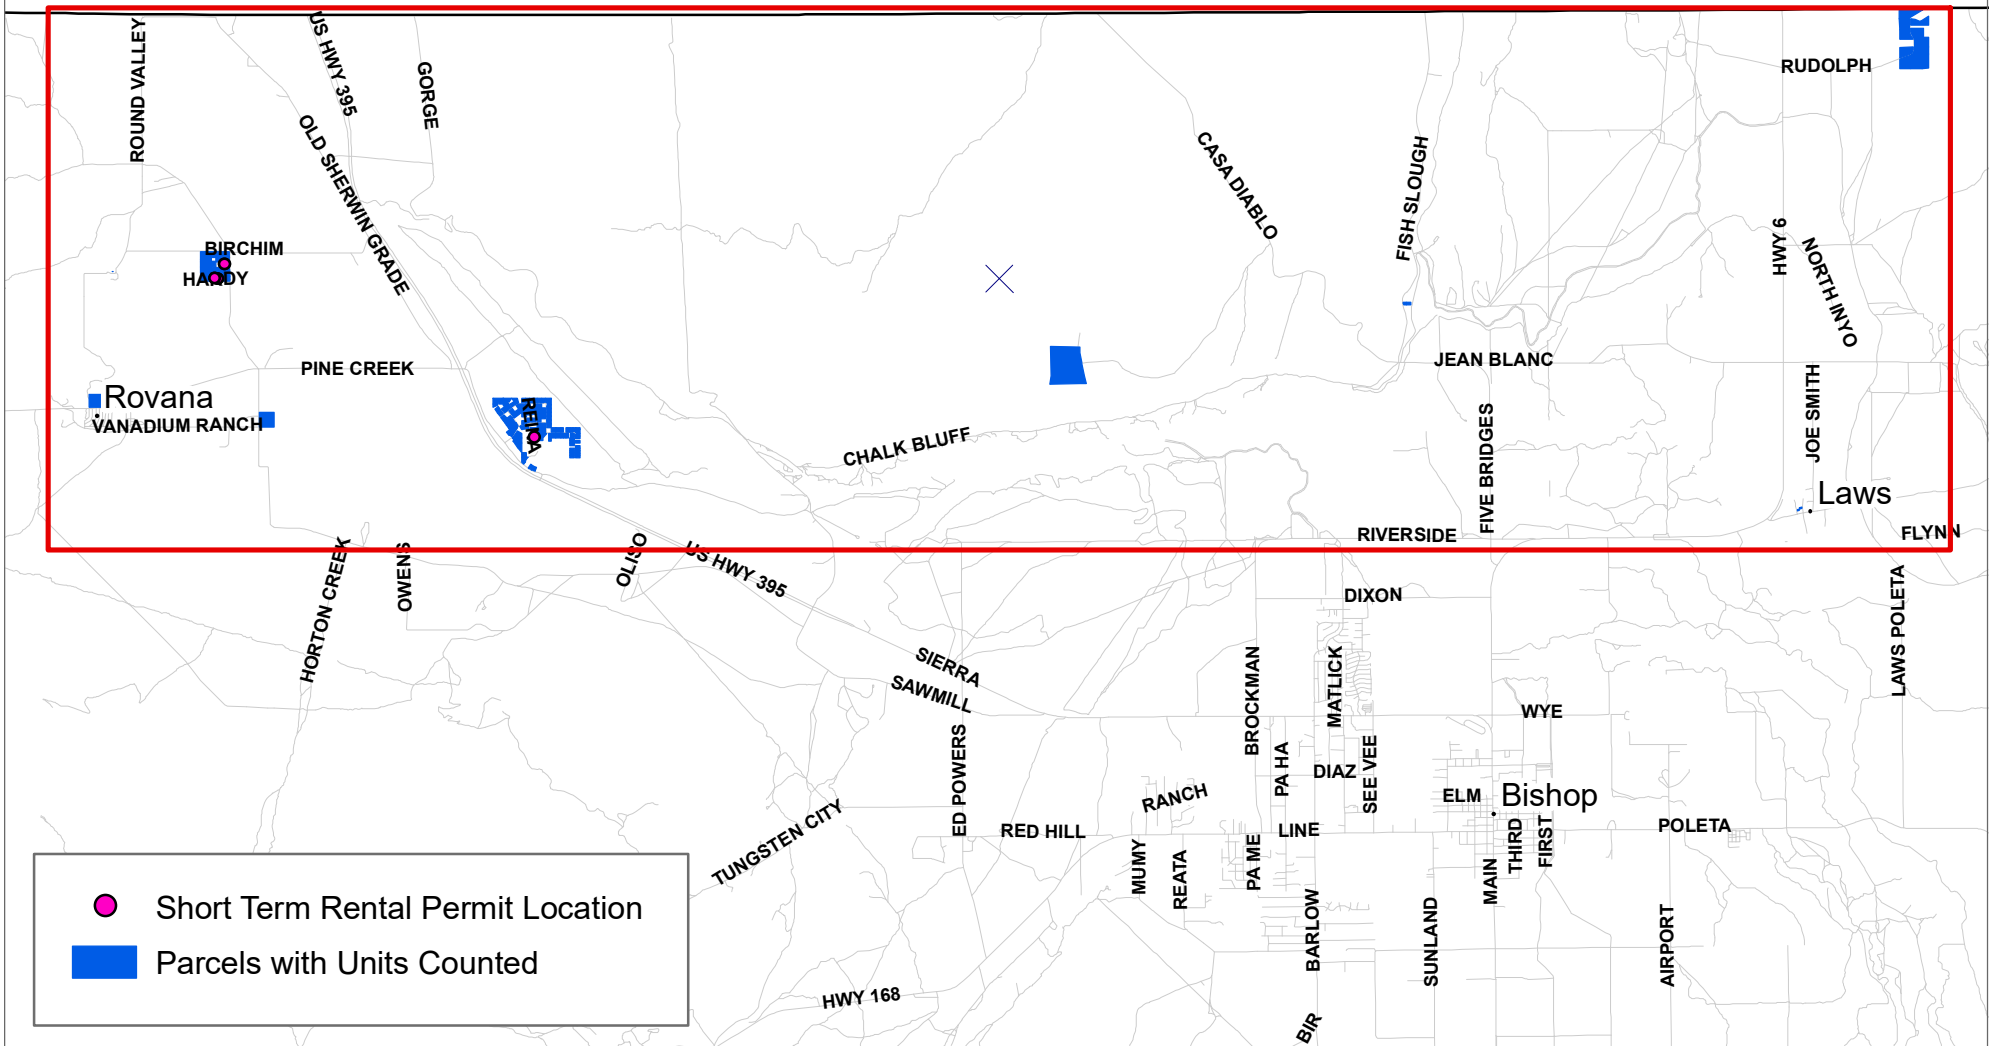 ROUND VALLEY
US HWY 395
GORGE
OLD SHERWIN GRADE
CASA DIABLO
FISH SLOUGH
RUDOLPH
HWY 6
NORTH INYO
BIRCHIM
HARDY
PINE CREEK
JEAN BLANC
Rovana
VANADIUM RANCH
REINA
CHALK BLUFF
FIVE BRIDGES
JOE SMITH
Laws
RIVERSIDE
FLYNN
HORTON CREEK
OWENS
OLISO
US HWY 395
DIXON
LAWS POLETA
SIERRA
SAWMILL
BROCKMAN
MATLICK
WYE
ED POWERS
PA HA
DIAZ
SEE VEE
RANCH
ELM
Bishop
TUNGSTEN CITY
RED HILL
LINE
POLETA
MUMY
REATA
PA ME
MAIN
THIRD
FIRST
BARLOW
SUNLAND
AIRPORT
HWY 168
BIR
Short Term Rental Permit Location
Parcels with Units Counted